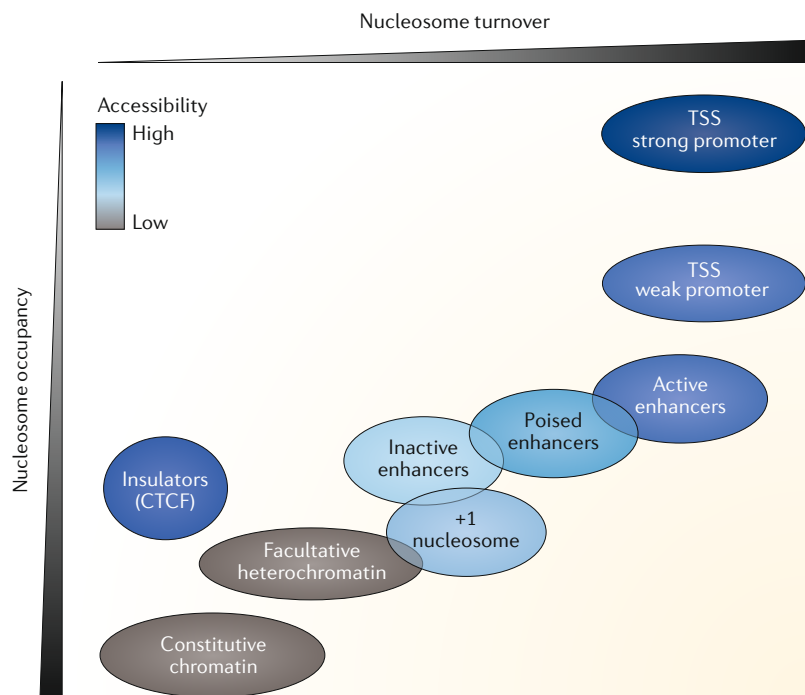 Nucleosome turnover
Accessibility
High
Low
Nucleosome occupancy
TSS
strong promoter
TSS
weak promoter
Active
enhancers
Poised
enhancers
Inactive
enhancers
Insulators
(CTCF)
+1
nucleosome
Facultative
heterochromatin
Constitutive
chromatin